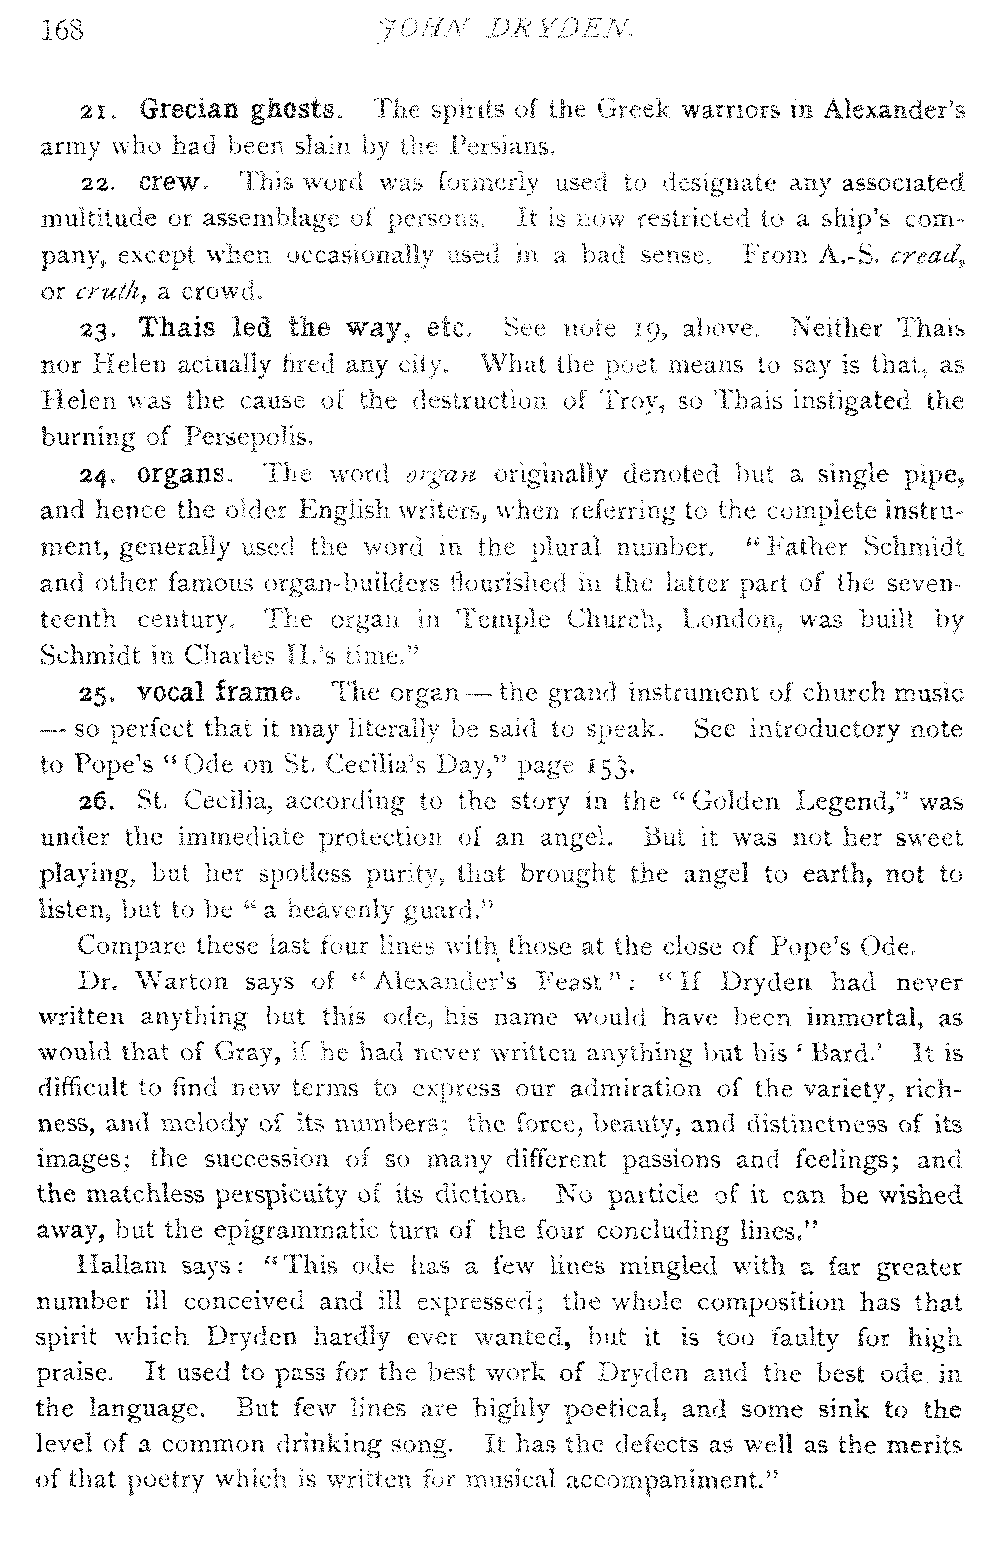 168 JOHN DRYDEN.
21. Grecian ghosts. The spirits of the Greek warriors in Alexander's
army who had been slain by the Persians.
22. crew. This word was formerly used to designate any associated
multitude or assemblage of persons. It is now restricted to a ship's com-
pany, except when occasionally used in a bad sense. From A.-S. cread,
or cruth, a crowd.
23. Thais led the way, etc. See note 19, above. Neither Thais
nor Helen actually fired any city. What the poet means to say is that, as
Helen was the cause of the destruction of Troy, so Thais instigated the
burning of Persepolis.
24. organs. The word organ originally denoted but a single pipe,
and hence the older English writers, when referring to the complete instru-
ment, generally used the word in the plural number. "Father Schmidt
and other famous organ-builders flourished in the latter part of the seven-
teenth century. The organ in Temple Church, London, was built by
Schmidt in Charles II.'s time."
25. vocal frame. The organ — the grand instrument of church music
— so perfect that it may literally be said to speak. See introductory note
to Pope's "Ode on St. Cecilia's Day," page 153.
26. St. Cecilia, according to the story in the "Golden Legend," was
under the immediate protection of an angel. But it was not her sweet
playing, but her spotless purity, that brought the angel to earth, not to
listen, but to be "a heavenly guard."
Compare these last four lines with those at the close of Pope's Ode.
Dr. Warton says of "Alexander's Feast": "If Dryden had never
written anything but this ode, his name would have been immortal, as
would that of Gray, if he had never written anything but his 'Bard.' It is
difficult to find new terms to express our admiration of the variety, rich-
ness, and melody of its numbers; the force, beauty, and distinctness of its
images; the succession of so many different passions and feelings; and
the matchless perspicuity of its diction. No particle of it can be wished
away, but the epigrammatic turn of the four concluding lines."
Hallam says: "This ode has a few lines mingled with a far greater
number ill conceived and ill expressed; the whole composition has that
spirit which Dryden hardly ever wanted, but it is too faulty for high
praise. It used to pass for the best work of Dryden and the best ode in
the language. But few lines are highly poetical, and some sink to the
level of a common drinking song. It has the defects as well as the merits
of that poetry which is written for musical accompaniment."